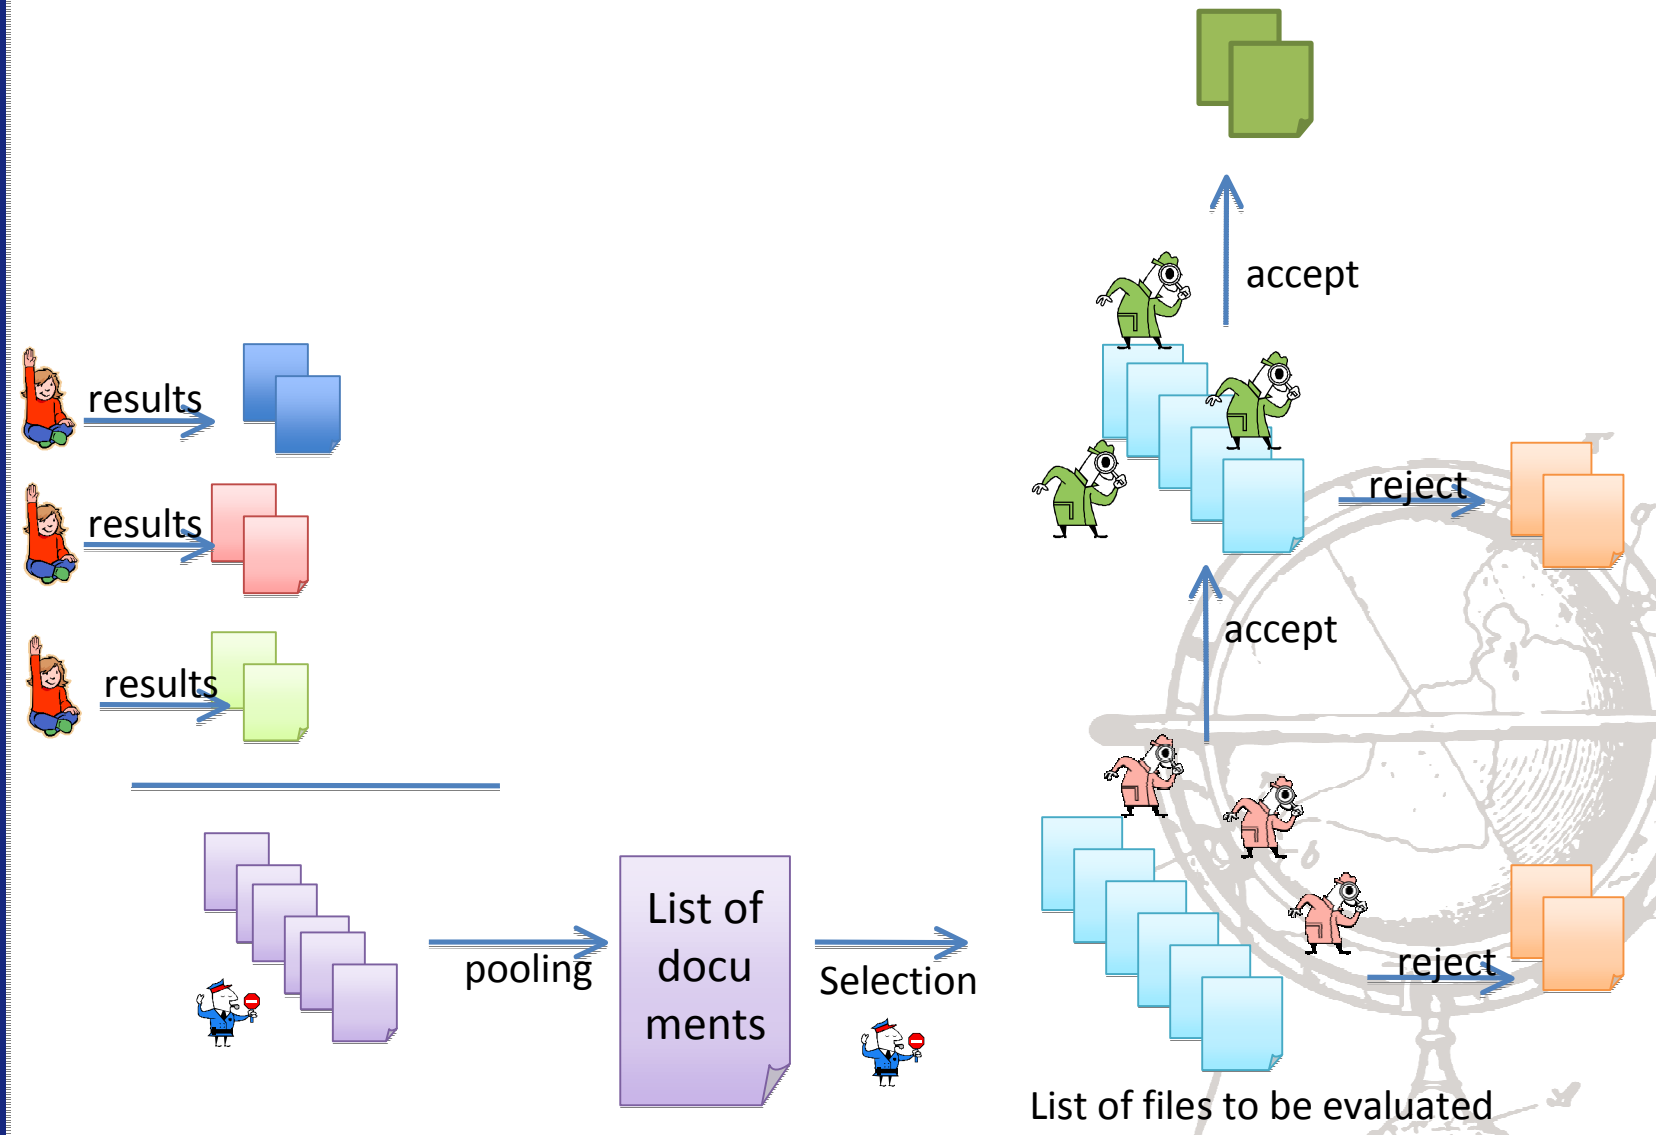 accept
results
results
results
reject
accept
List of
docu
ments
pooling
Selection
reject
List of files to be evaluated